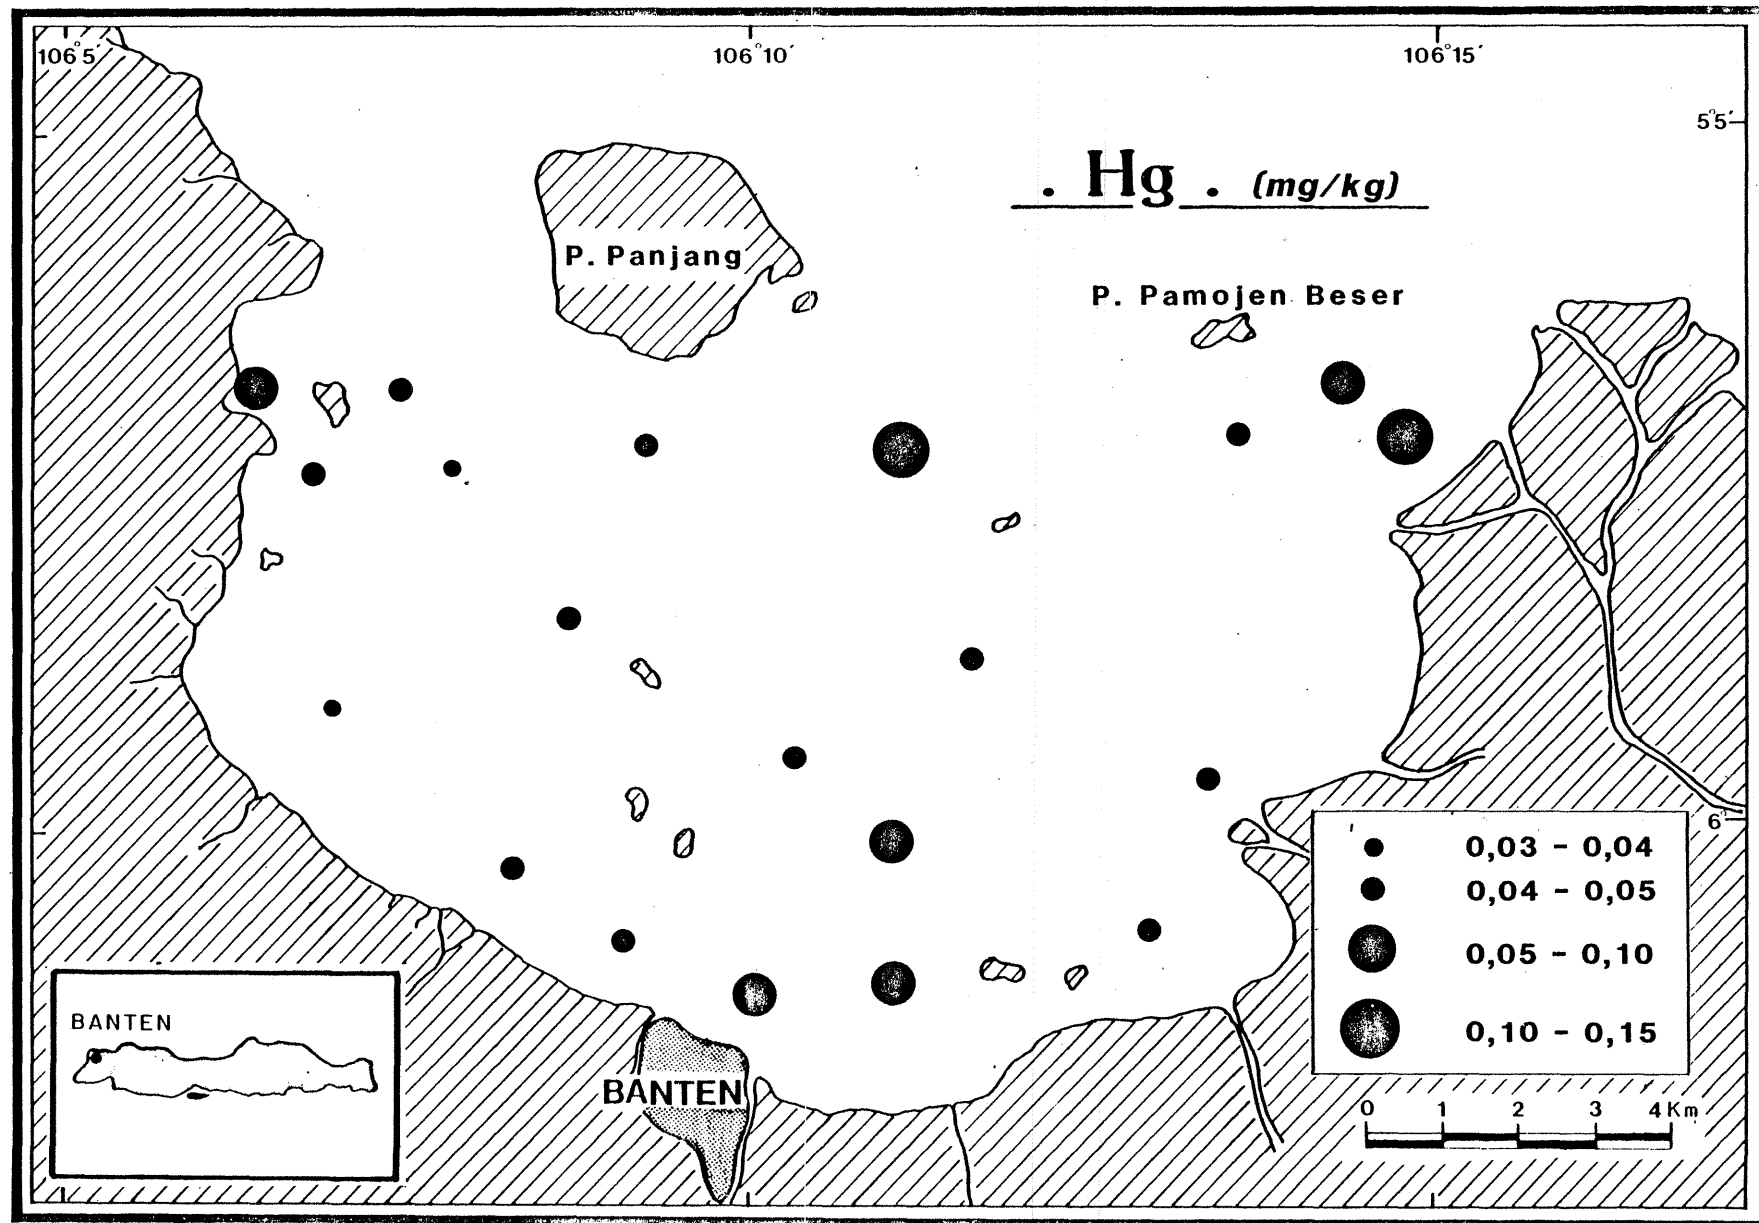 106°5′
106°10′
106°15′
5°5′
. Hg . (mg/kg)
P. Panjang
P. Pamojen Beser
6°
0,03 - 0,04
0,04 - 0,05
0,05 - 0,10
0,10 - 0,15
BANTEN
BANTEN
0 1 2 3 4 Km